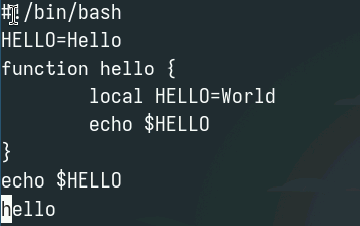 #!/bin/bash
HELLO=Hello
function hello {
        local HELLO=World
        echo $HELLO
}
echo $HELLO
hello